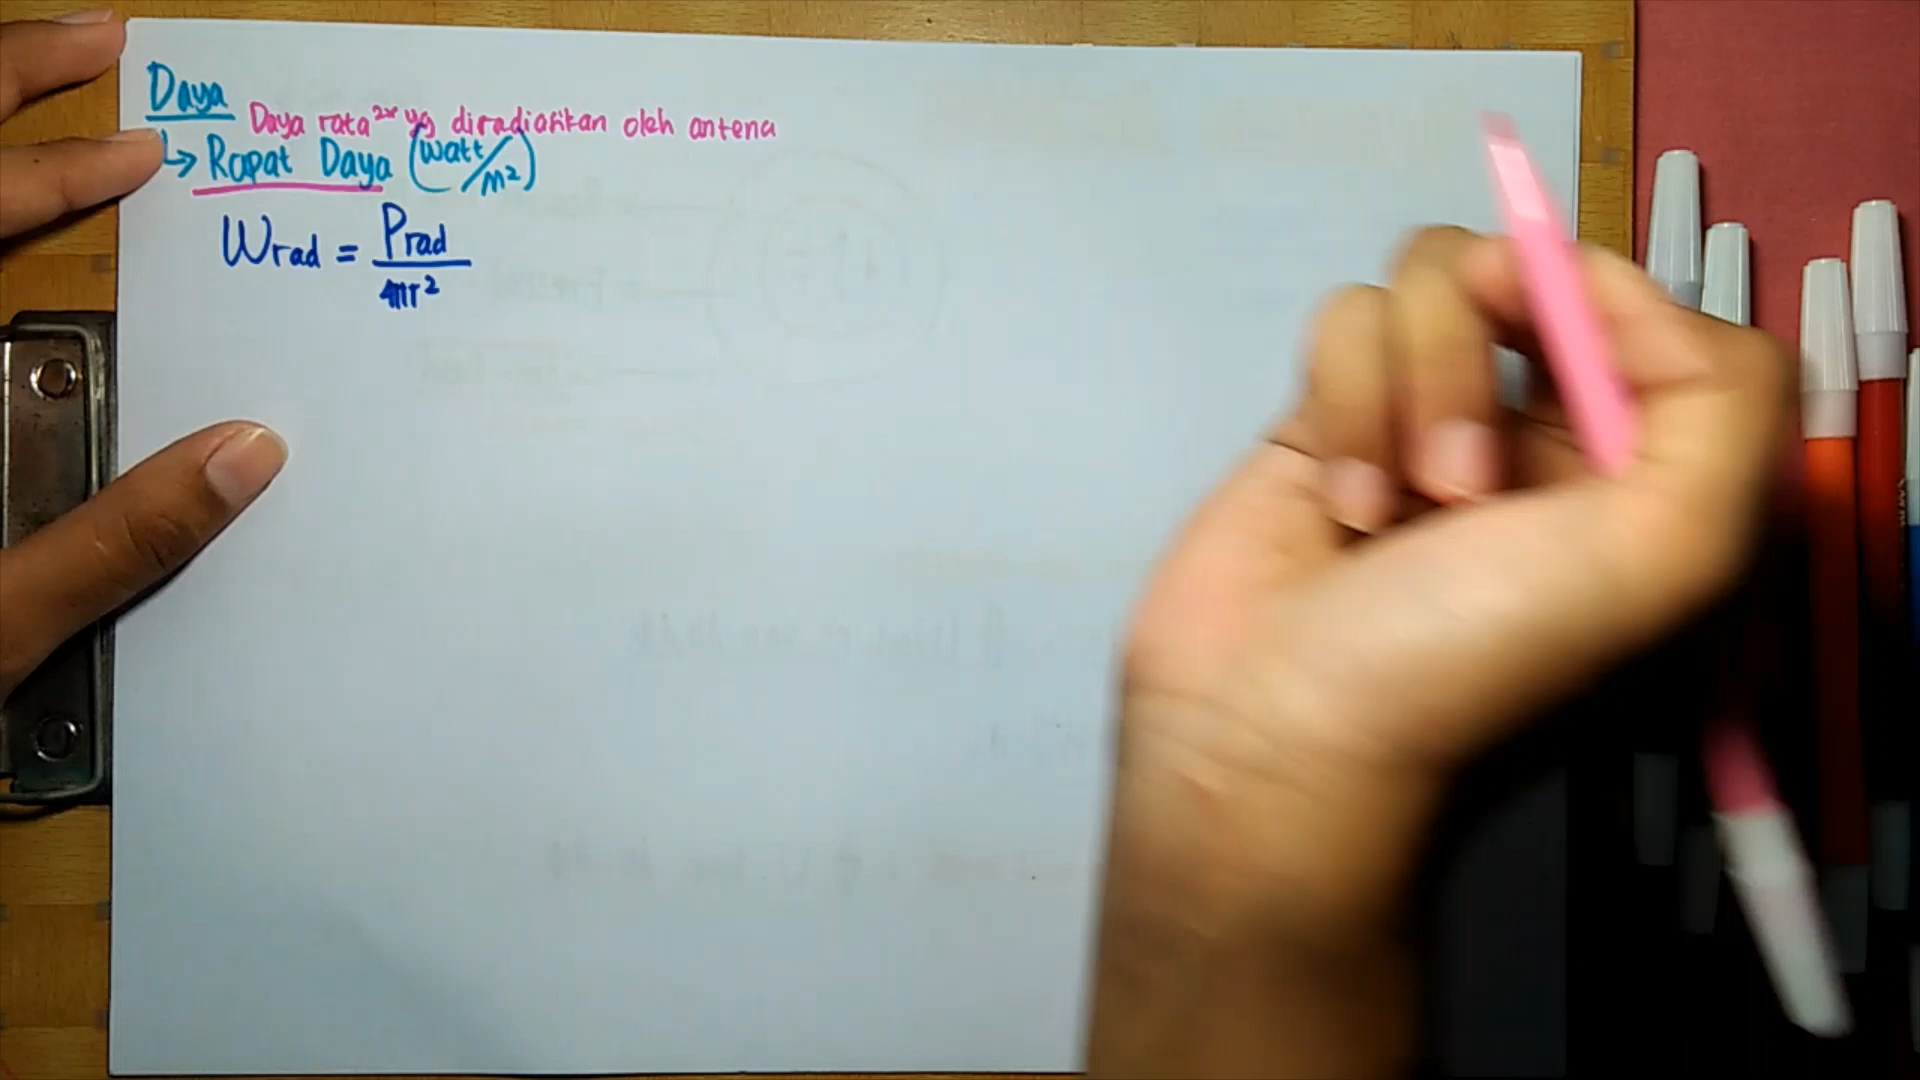 Daya
Daya rata²× yg diradiasikan oleh antena
↳ Rapat Daya (Watt/m²)
Wrad = Prad / 4πr²